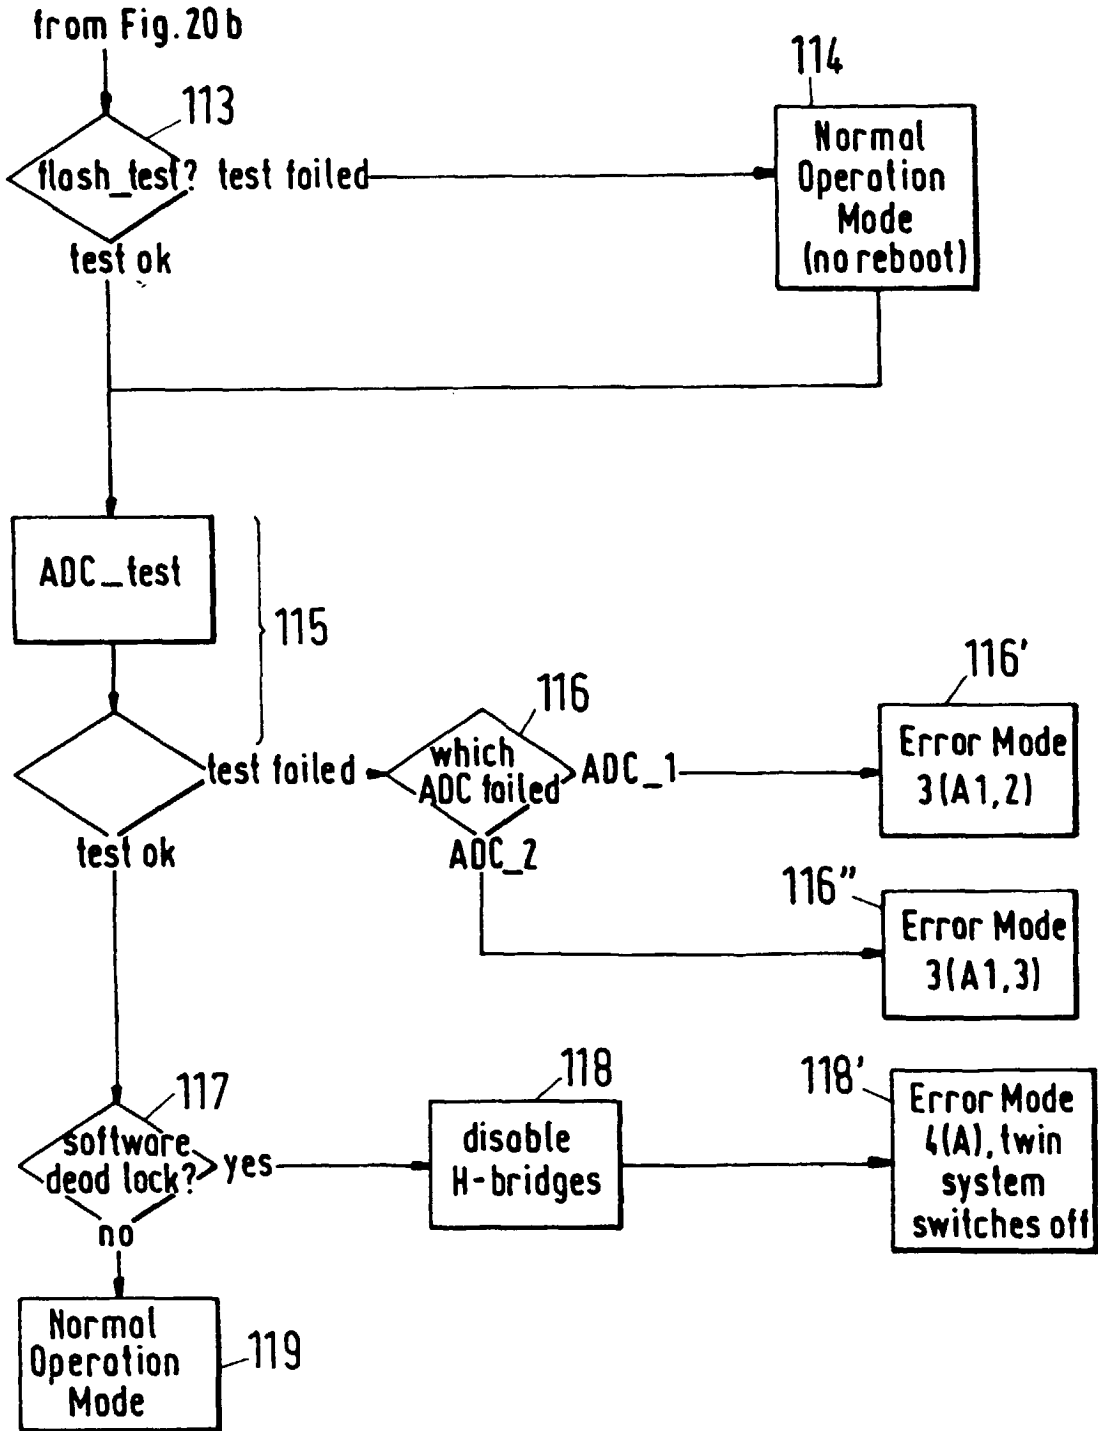 from Fig. 20b
113
flash_test? test failed
test ok
114
Normal
Operation
Mode
(no reboot)
ADC_test
115
test failed
test ok
116
which
ADC failed
ADC_1
ADC_2
116'
Error Mode
3(A1,2)
116"
Error Mode
3(A1,3)
117
software
dead lock?
yes
no
118
disable
H-bridges
118'
Error Mode
4(A), twin
system
switches off
Normal
Operation
Mode
119